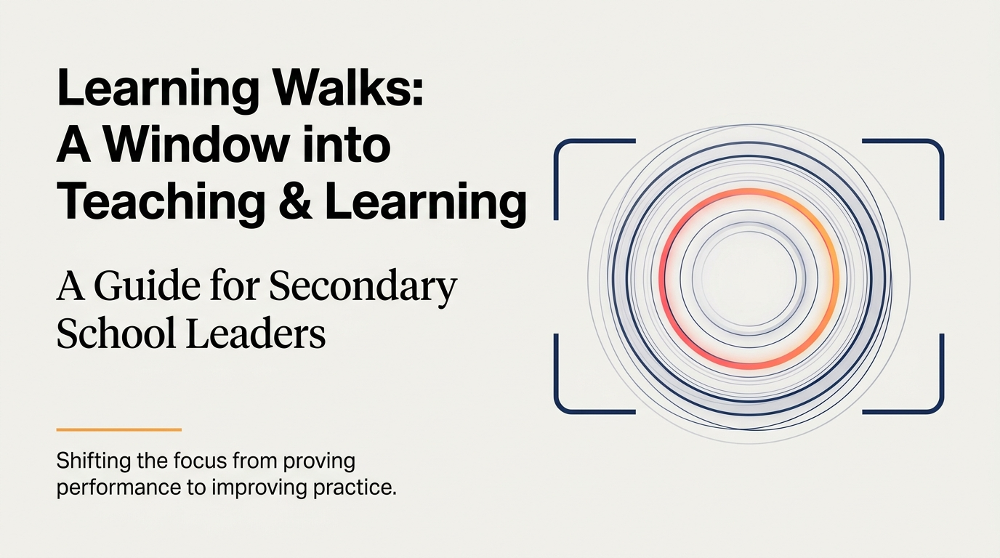 Learning Walks:
A Window into
Teaching & Learning
A Guide for Secondary
School Leaders
Shifting the focus from proving
performance to improving practice.